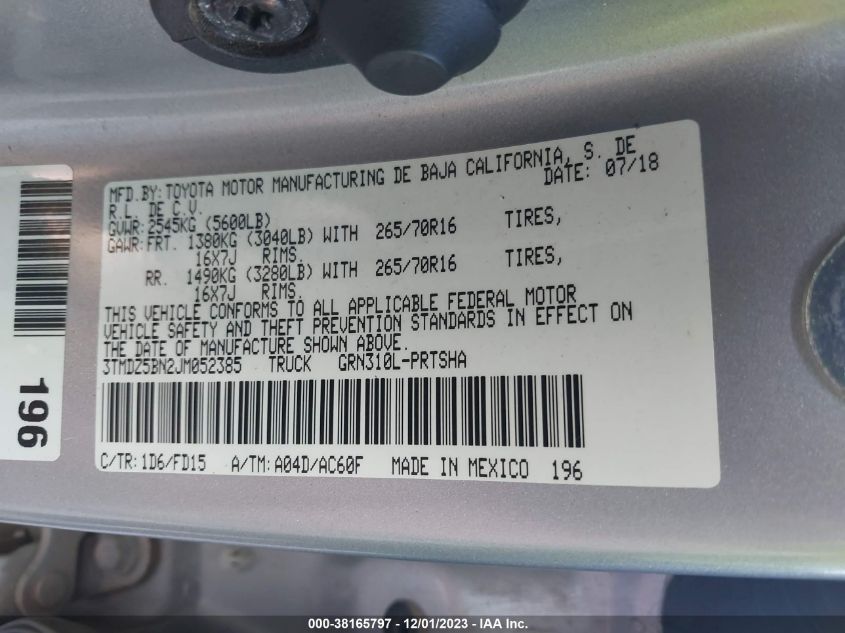 MFD.BY:TOYOTA MOTOR MANUFACTURING DE BAJA CALIFORNIA, S. DE
R.L. DE C.V. DATE: 07/18
GVWR:2545KG (5600LB)
GAWR:FRT. 1380KG (3040LB) WITH 265/70R16 TIRES,
16X7J RIMS.
RR. 1490KG (3280LB) WITH 265/70R16 TIRES,
16X7J RIMS.
THIS VEHICLE CONFORMS TO ALL APPLICABLE FEDERAL MOTOR
VEHICLE SAFETY AND THEFT PREVENTION STANDARDS IN EFFECT ON
THE DATE OF MANUFACTURE SHOWN ABOVE.
3TMDZ5BN2JM052385 TRUCK GRN310L-PRTSHA
C/TR:1D6/FD15 A/TM:A04D/AC60F MADE IN MEXICO 196
196
000-38165797 - 12/01/2023 - IAA Inc.